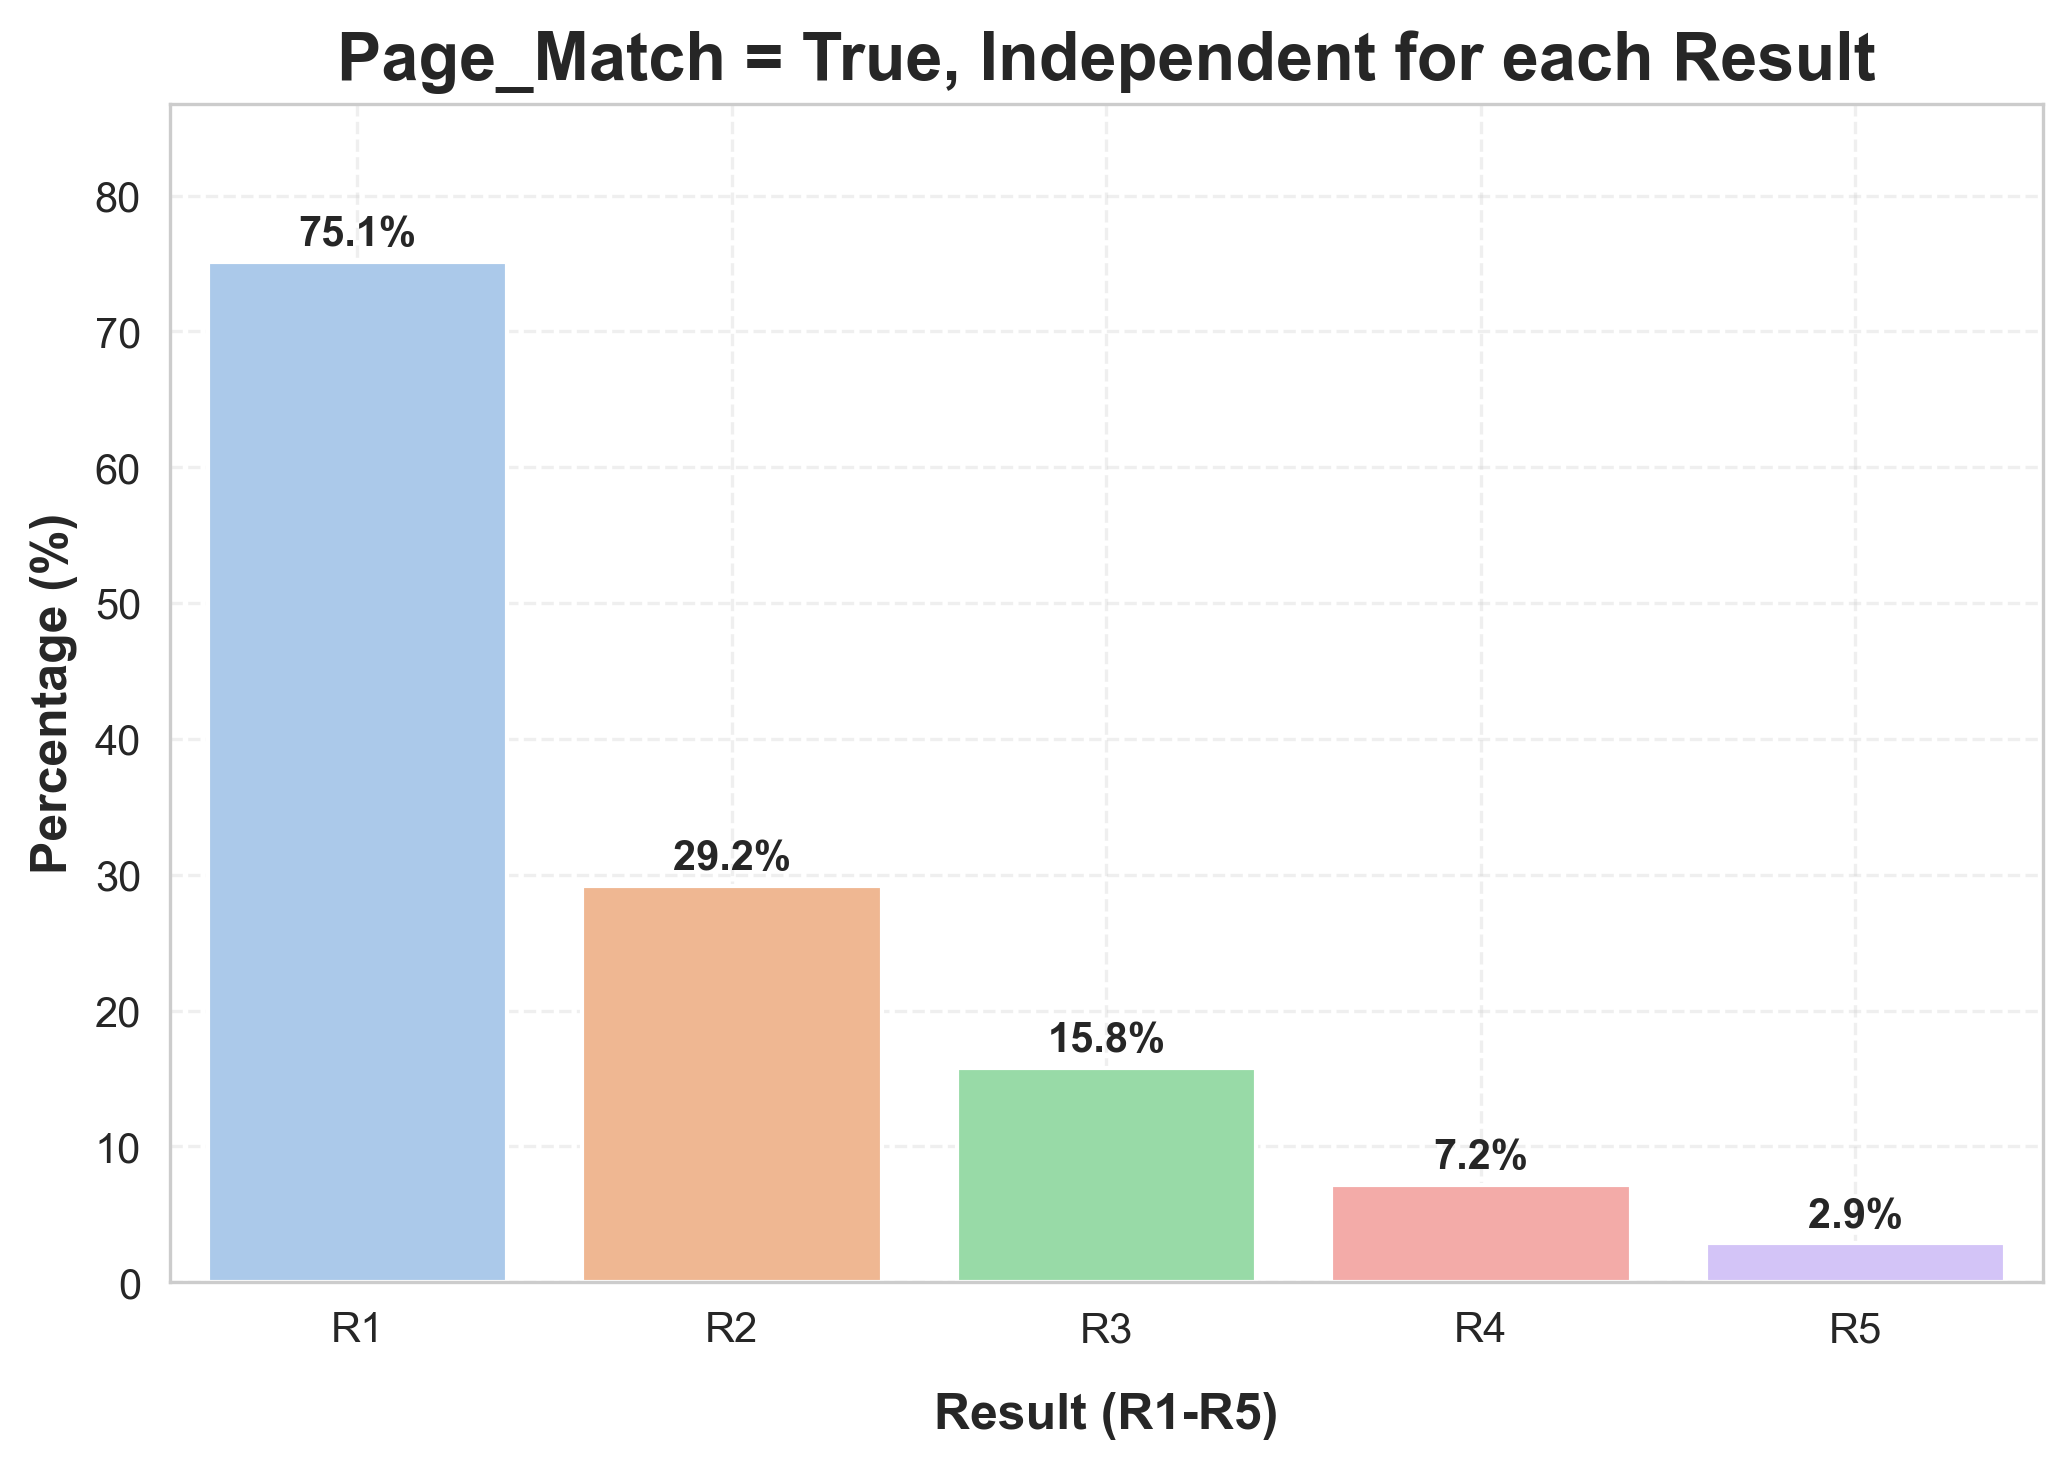 Page_Match = True, Independent for each Result
Percentage (%)
80
70
60
50
40
30
20
10
0
75.1%
29.2%
15.8%
7.2%
2.9%
R1
R2
R3
R4
R5
Result (R1-R5)